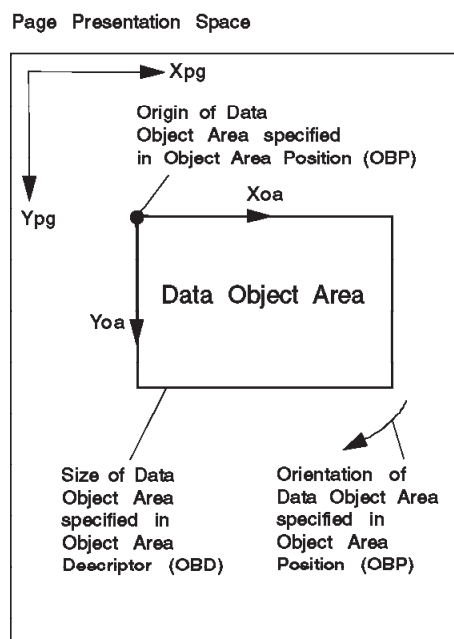 Page Presentation Space
Xpg
Origin of Data
Object Area specified
in Object Area Position (OBP)
Ypg
Xoa
Data Object Area
Yoa
Size of Data
Object Area
specified in
Object Area
Deescriptor (OBD)
Orientation of
Data Object Area
specified in
Object Area
Position (OBP)